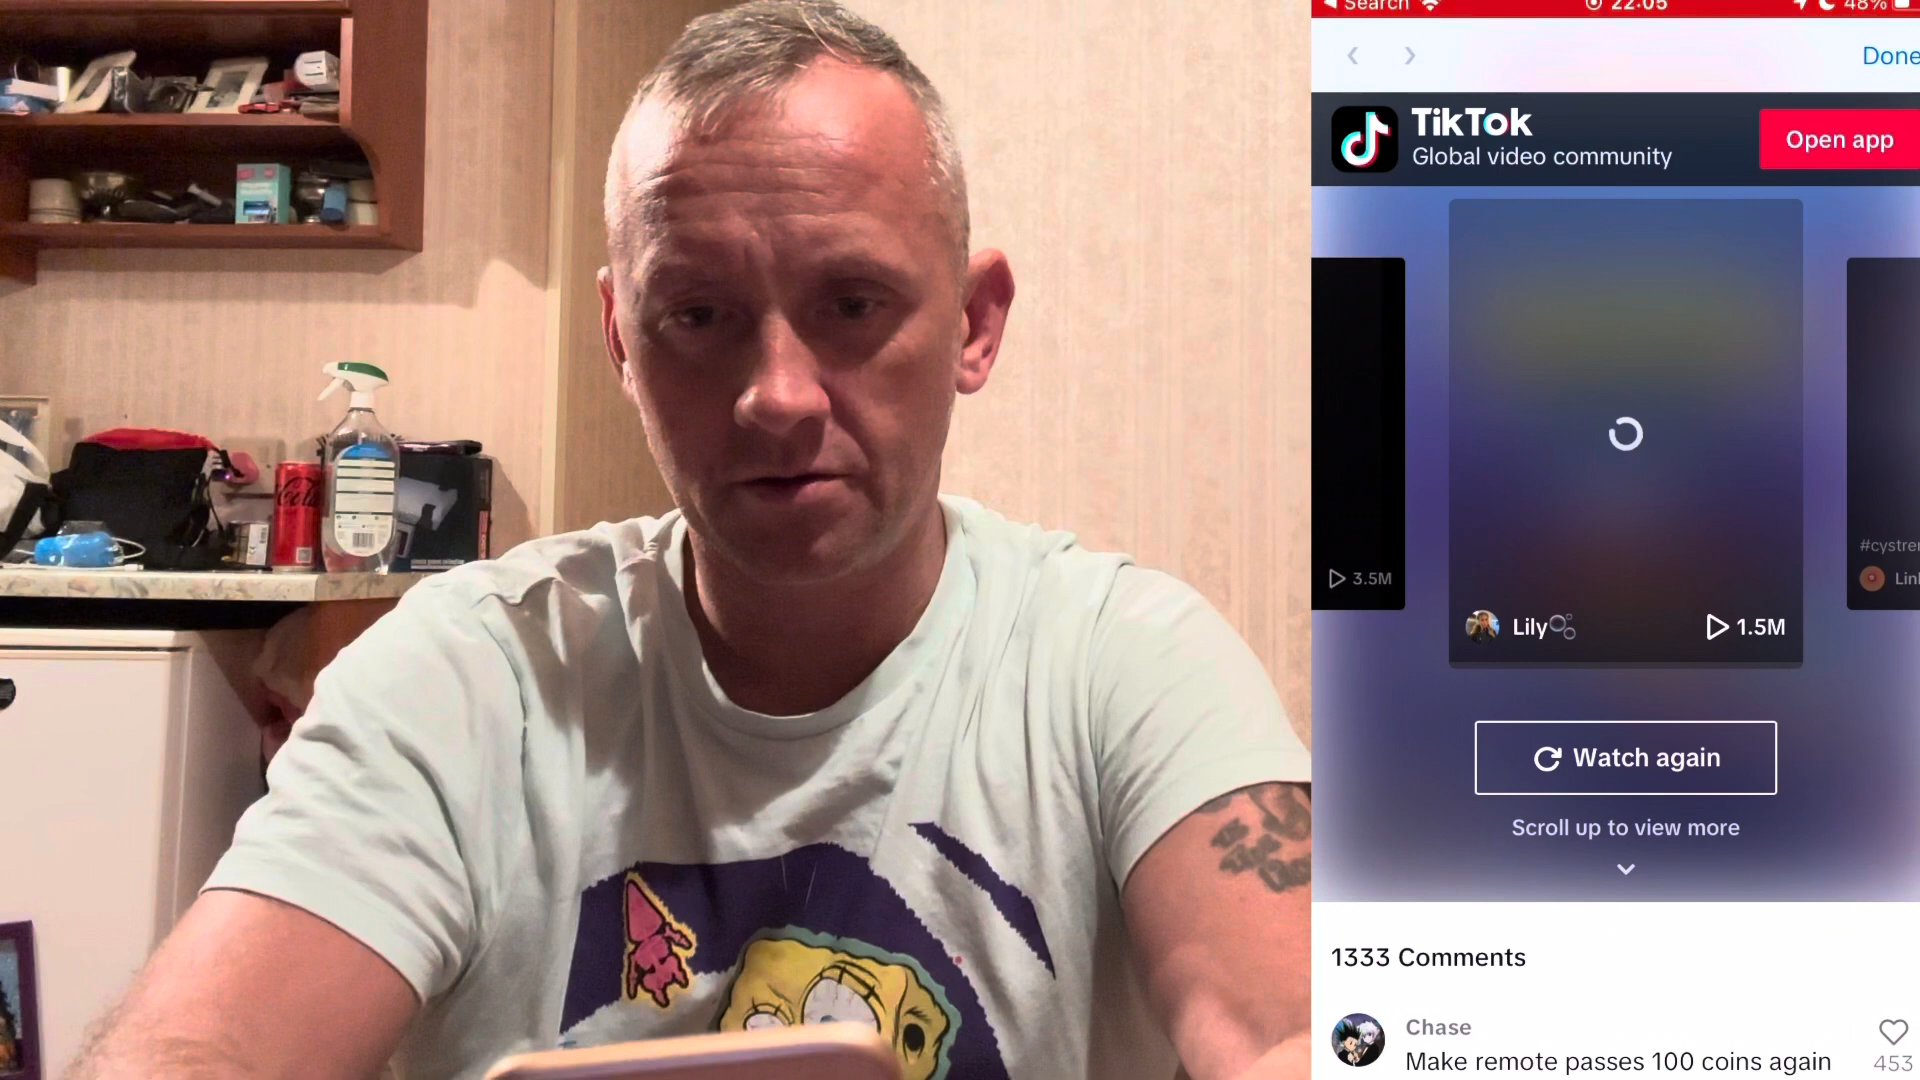 Search 22:05 48%
Done
TikTok
Global video community
Open app
3.5M
Lily
1.5M
Watch again
Scroll up to view more
1333 Comments
Chase
Make remote passes 100 coins again
453